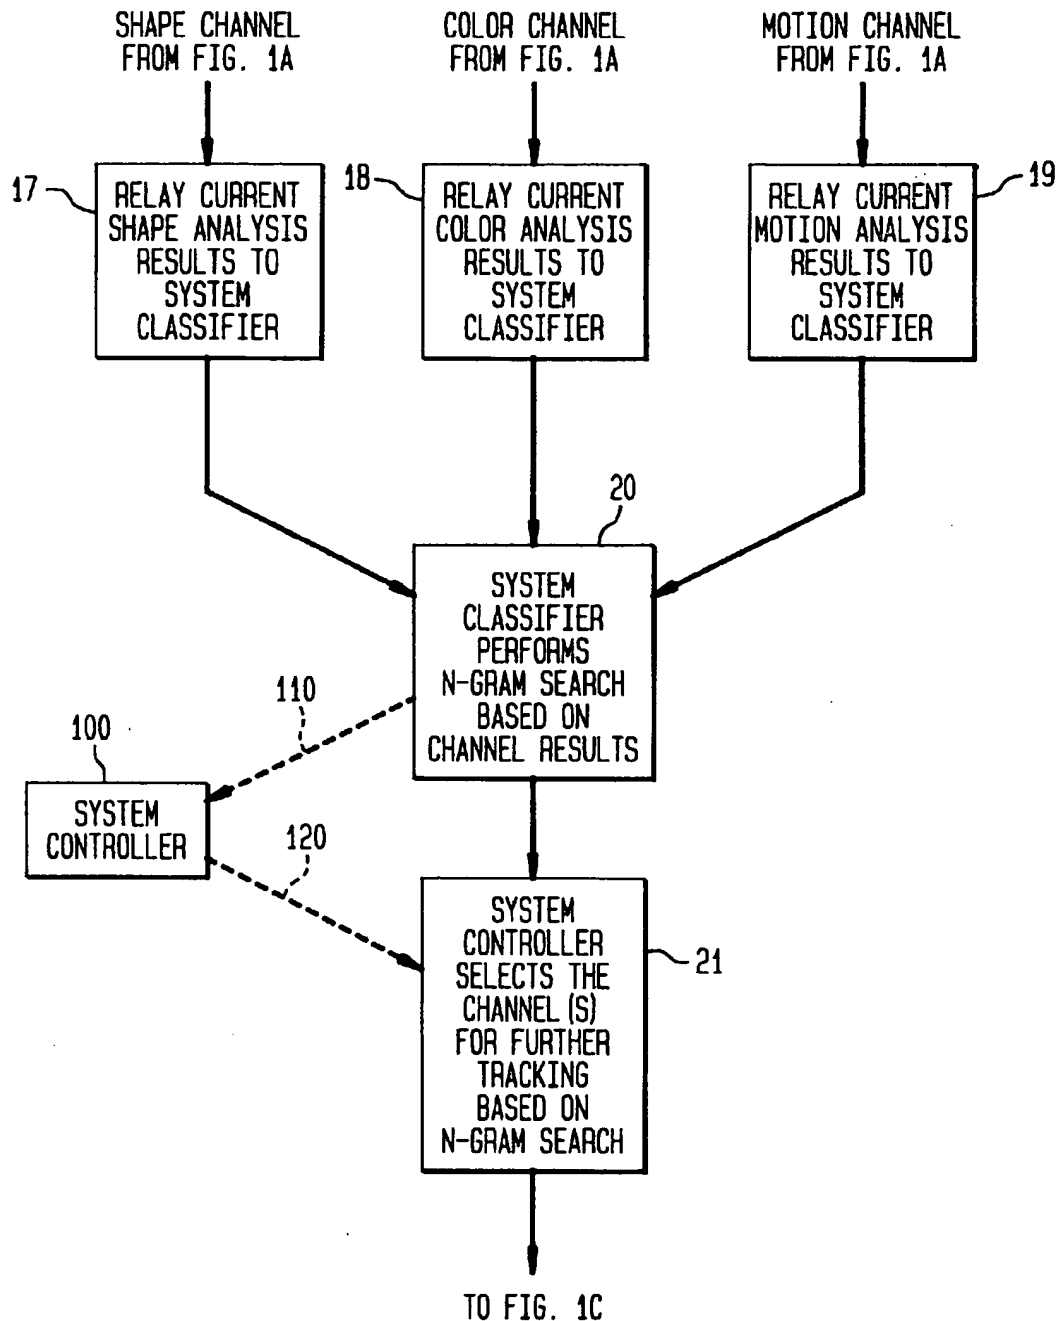 SHAPE CHANNEL
FROM FIG. 1A
COLOR CHANNEL
FROM FIG. 1A
MOTION CHANNEL
FROM FIG. 1A
17
RELAY CURRENT
SHAPE ANALYSIS
RESULTS TO
SYSTEM
CLASSIFIER
18
RELAY CURRENT
COLOR ANALYSIS
RESULTS TO
SYSTEM
CLASSIFIER
19
RELAY CURRENT
MOTION ANALYSIS
RESULTS TO
SYSTEM
CLASSIFIER
20
SYSTEM
CLASSIFIER
PERFORMS
N-GRAM SEARCH
BASED ON
CHANNEL RESULTS
110
100
SYSTEM
CONTROLLER
120
SYSTEM
CONTROLLER
SELECTS THE
CHANNEL(S)
FOR FURTHER
TRACKING
BASED ON
N-GRAM SEARCH
21
TO FIG. 1C